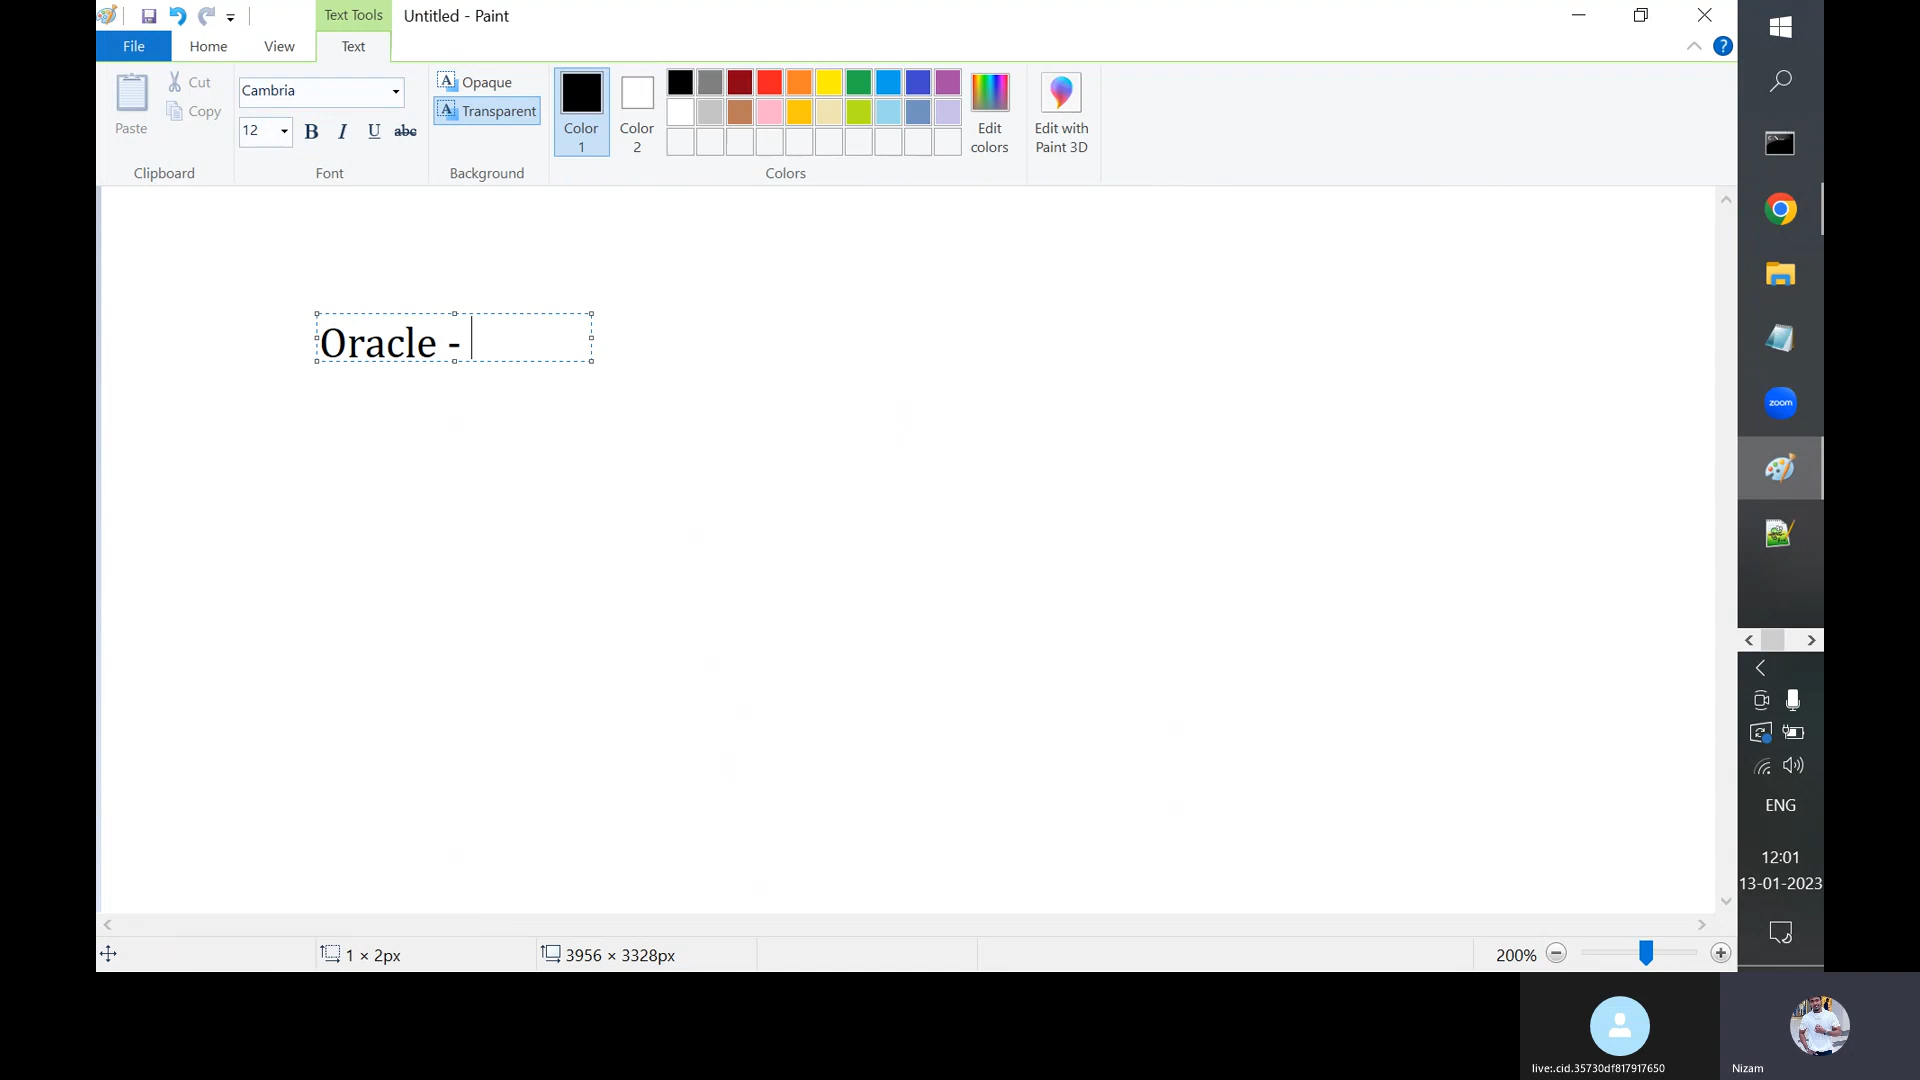 Text Tools
Untitled - Paint
File
Home
View
Text
?
Paste
Cut
Copy
Clipboard
Cambria
12
B I U abc
Font
A Opaque
A Transparent
Background
Color 1
Color 2
Edit colors
Colors
Edit with Paint 3D
Oracle -
1 × 2px
3956 × 3328px
200%
zoom
ENG
12:01
13-01-2023
live:.cid.35730df817917650
Nizam